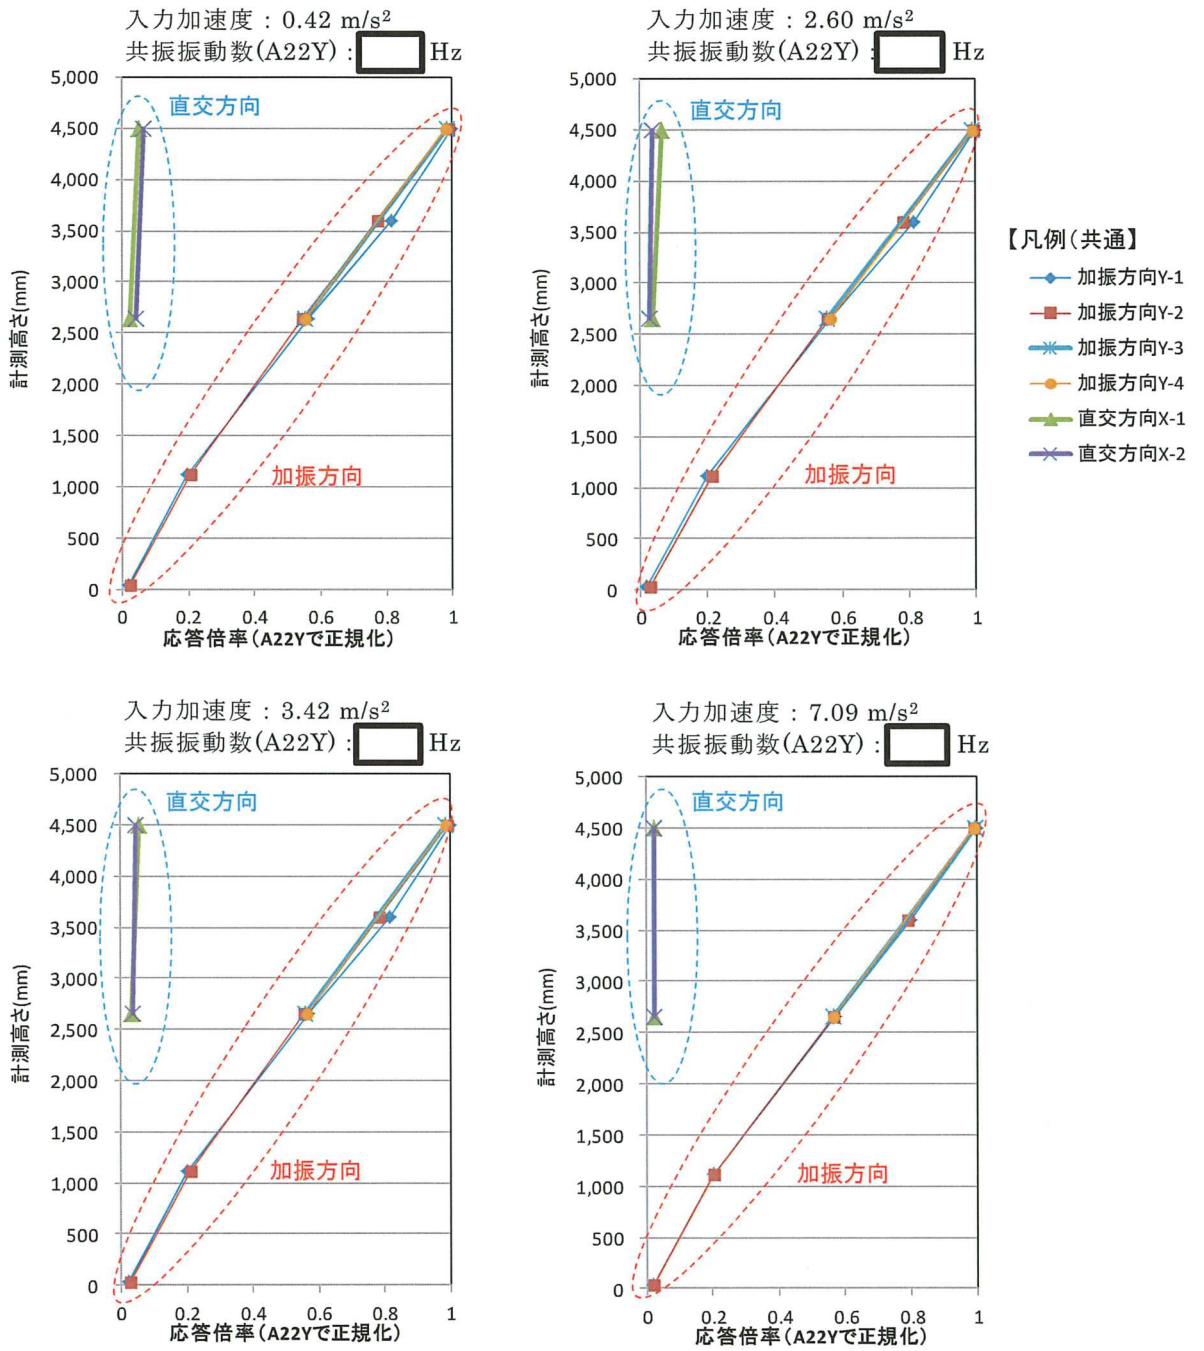 入力加速度：0.42 m/s²
共振振動数(A22Y)： Hz
5,000
4,500
4,000
3,500
3,000
2,500
2,000
1,500
1,000
500
0
計測高さ(mm)
直交方向
加振方向
0 0.2 0.4 0.6 0.8 1
応答倍率（A22Yで正規化）
入力加速度：2.60 m/s²
共振振動数(A22Y)： Hz
5,000
4,500
4,000
3,500
3,000
2,500
2,000
1,500
1,000
500
0
計測高さ(mm)
直交方向
加振方向
0 0.2 0.4 0.6 0.8 1
応答倍率（A22Yで正規化）
【凡例（共通】
加振方向Y-1
加振方向Y-2
加振方向Y-3
加振方向Y-4
直交方向X-1
直交方向X-2
入力加速度：3.42 m/s²
共振振動数(A22Y)： Hz
5,000
4,500
4,000
3,500
3,000
2,500
2,000
1,500
1,000
500
0
計測高さ(mm)
直交方向
加振方向
0 0.2 0.4 0.6 0.8 1
応答倍率（A22Yで正規化）
入力加速度：7.09 m/s²
共振振動数(A22Y)： Hz
5,000
4,500
4,000
3,500
3,000
2,500
2,000
1,500
1,000
500
0
計測高さ(mm)
直交方向
加振方向
0 0.2 0.4 0.6 0.8 1
応答倍率（A22Yで正規化）